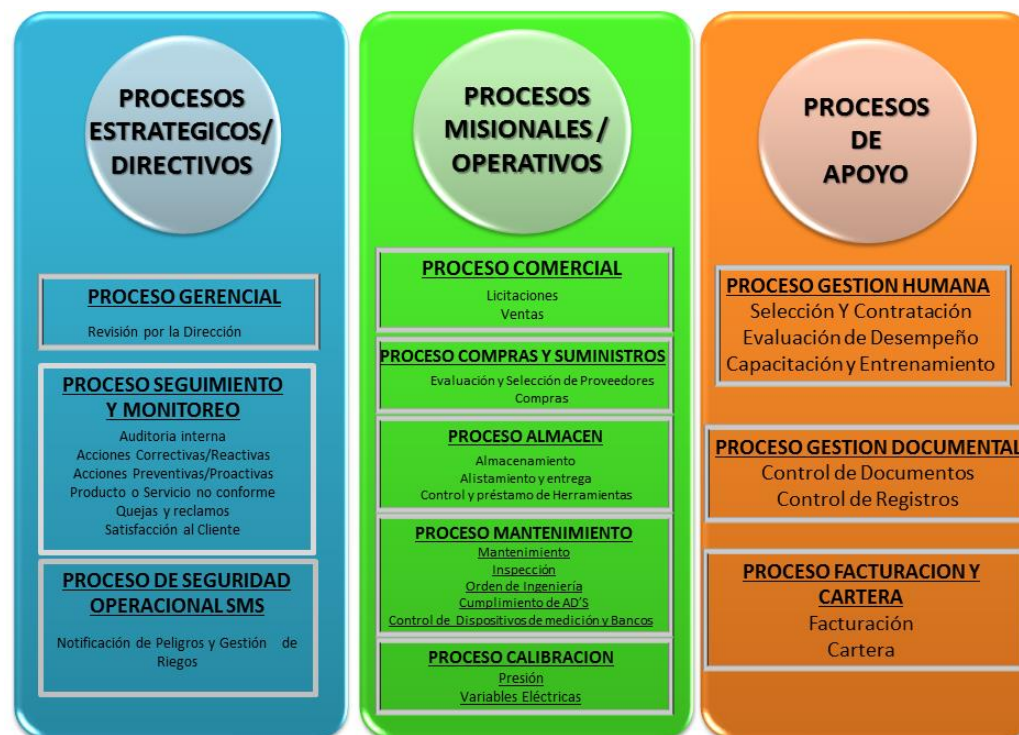 PROCESOS
ESTRATEGICOS/
DIRECTIVOS
PROCESO GERENCIAL
Revisión por la Dirección
PROCESO SEGUIMIENTO
Y MONITOREO
Auditoria interna
Acciones Correctivas/Reactivas
Acciones Preventivas/Proactivas
Producto o Servicio no conforme
Quejas y reclamos
Satisfacción al Cliente
PROCESO DE SEGURIDAD
OPERACIONAL SMS
Notificación de Peligros y Gestión de
Riegos
PROCESOS
MISIONALES /
OPERATIVOS
PROCESO COMERCIAL
Licitaciones
Ventas
PROCESO COMPRAS Y SUMINISTROS
Evaluación y Selección de Proveedores
Compras
PROCESO ALMACEN
Almacenamiento
Alistamiento y entrega
Control y préstamo de Herramientas
PROCESO MANTENIMIENTO
Mantenimiento
Inspección
Orden de Ingeniería
Cumplimiento de AD'S
Control de Dispositivos de medición y Bancos
PROCESO CALIBRACION
Presión
Variables Eléctricas
PROCESOS
DE
APOYO
PROCESO GESTION HUMANA
Selección Y Contratación
Evaluación de Desempeño
Capacitación y Entrenamiento
PROCESO GESTION DOCUMENTAL
Control de Documentos
Control de Registros
PROCESO FACTURACION Y
CARTERA
Facturación
Cartera